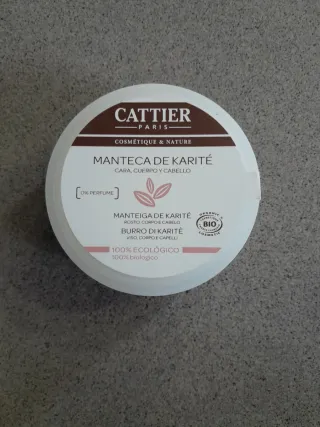 CATTIER
PARIS
COSMÉTIQUE & NATURE
MANTECA DE KARITÉ
CARA, CUERPO Y CABELLO
[0% PERFUME]
MANTEIGA DE KARITÉ
ROSTO, CORPO E CABELO
BURRO DI KARITÉ
VISO, CORPO E CAPELLI
BIO
100% ECOLÓGICO
100% biologico